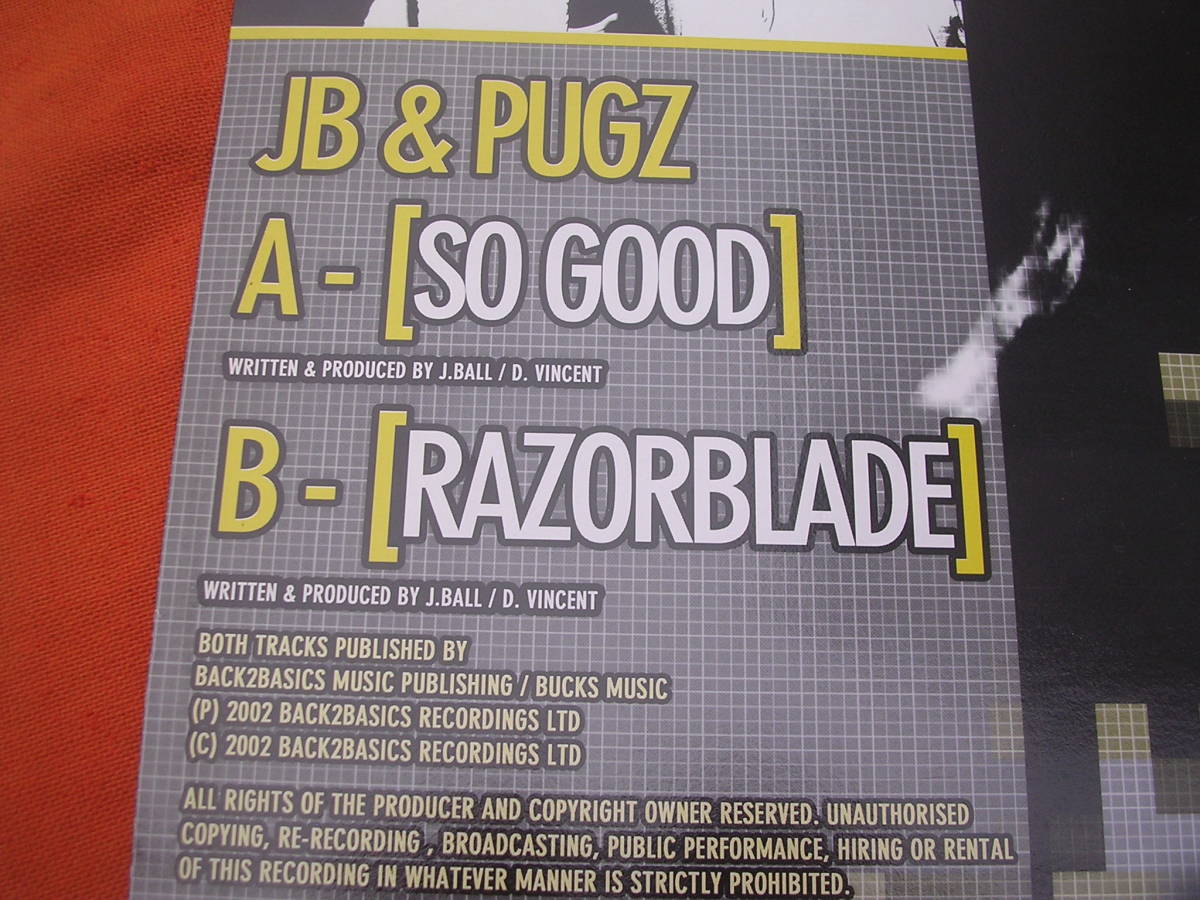 JB & PUGZ
A - [SO GOOD]
WRITTEN & PRODUCED BY J.BALL / D. VINCENT
B - [RAZORBLADE]
WRITTEN & PRODUCED BY J.BALL / D. VINCENT
BOTH TRACKS PUBLISHED BY
BACK2BASICS MUSIC PUBLISHING / BUCKS MUSIC
(P) 2002 BACK2BASICS RECORDINGS LTD
(C) 2002 BACK2BASICS RECORDINGS LTD
ALL RIGHTS OF THE PRODUCER AND COPYRIGHT OWNER RESERVED. UNAUTHORISED
COPYING, RE-RECORDING , BROADCASTING, PUBLIC PERFORMANCE, HIRING OR RENTAL
OF THIS RECORDING IN WHATEVER MANNER IS STRICTLY PROHIBITED.